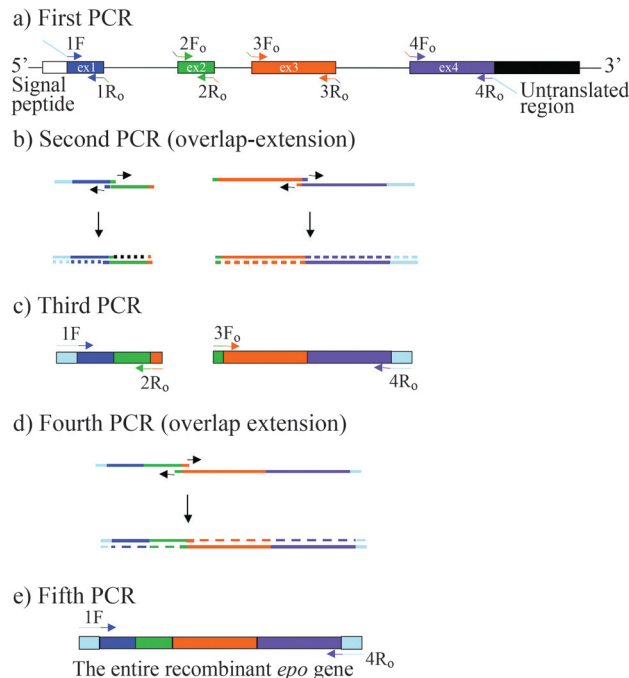 a) First PCR
1F 2Fₒ 3Fₒ 4Fₒ
5’ ex1 ex2 ex3 ex4 3’
Signal peptide 1Rₒ 2Rₒ 3Rₒ 4Rₒ Untranslated region
b) Second PCR (overlap-extension)
c) Third PCR
1F 3Fₒ
2Rₒ 4Rₒ
d) Fourth PCR (overlap extension)
e) Fifth PCR
1F
4Rₒ
The entire recombinant epo gene